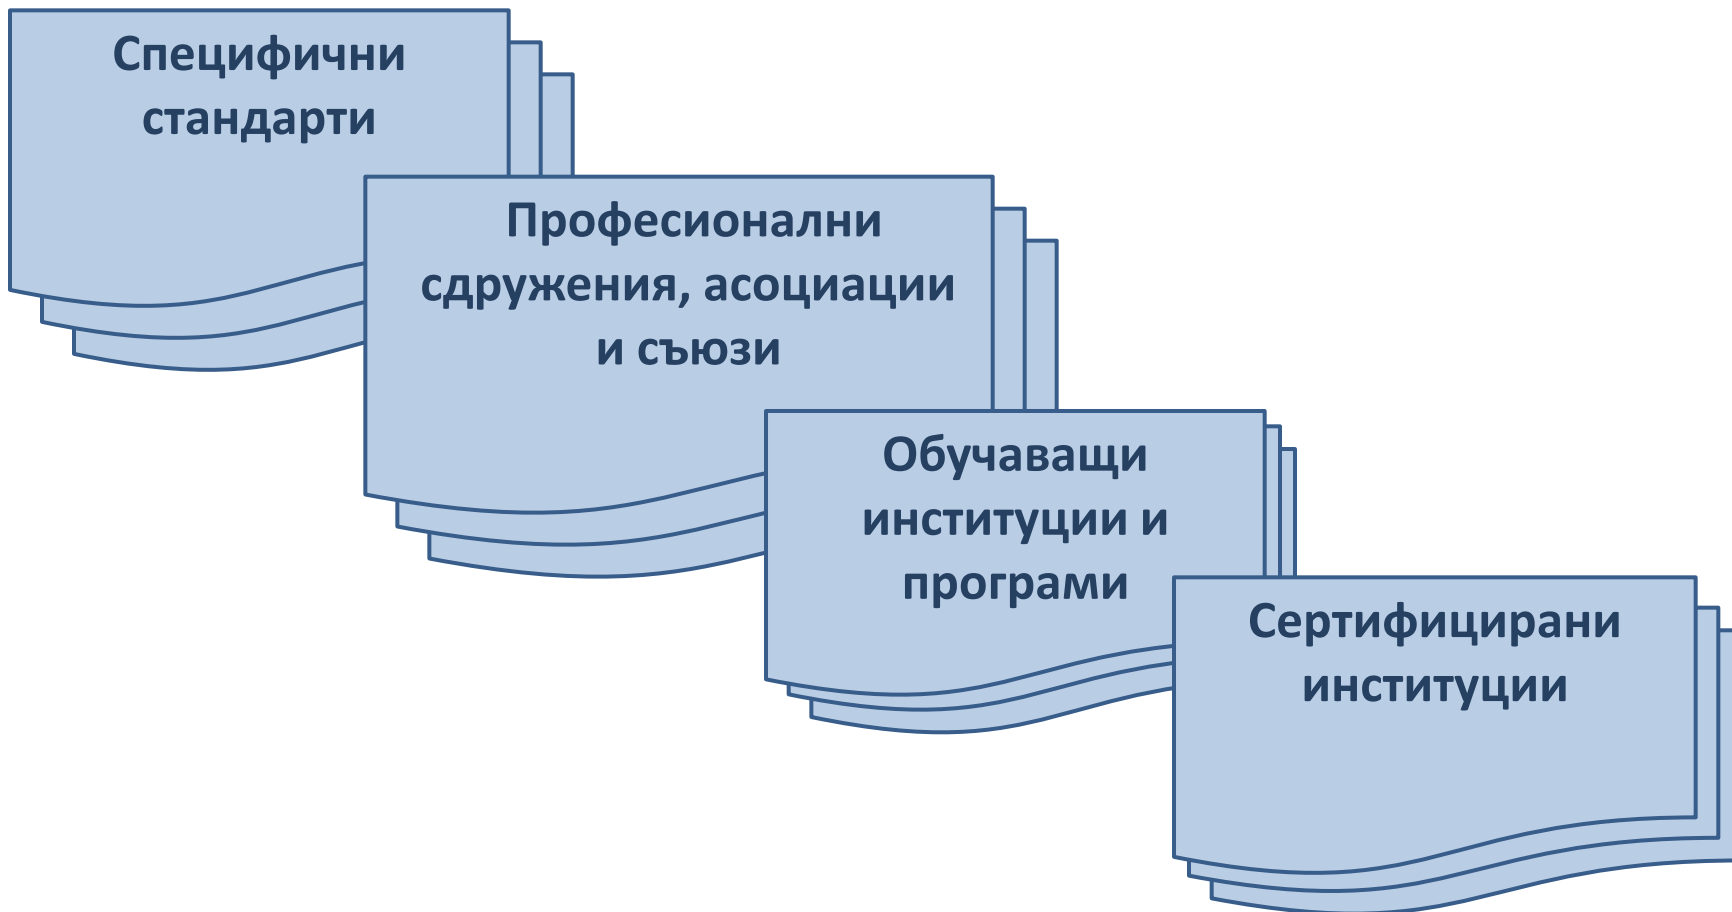 Специфични
стандарти
Професионални
сдружения, асоциации
и съюзи
Обучаващи
институции и
програми
Сертифицирани
институции